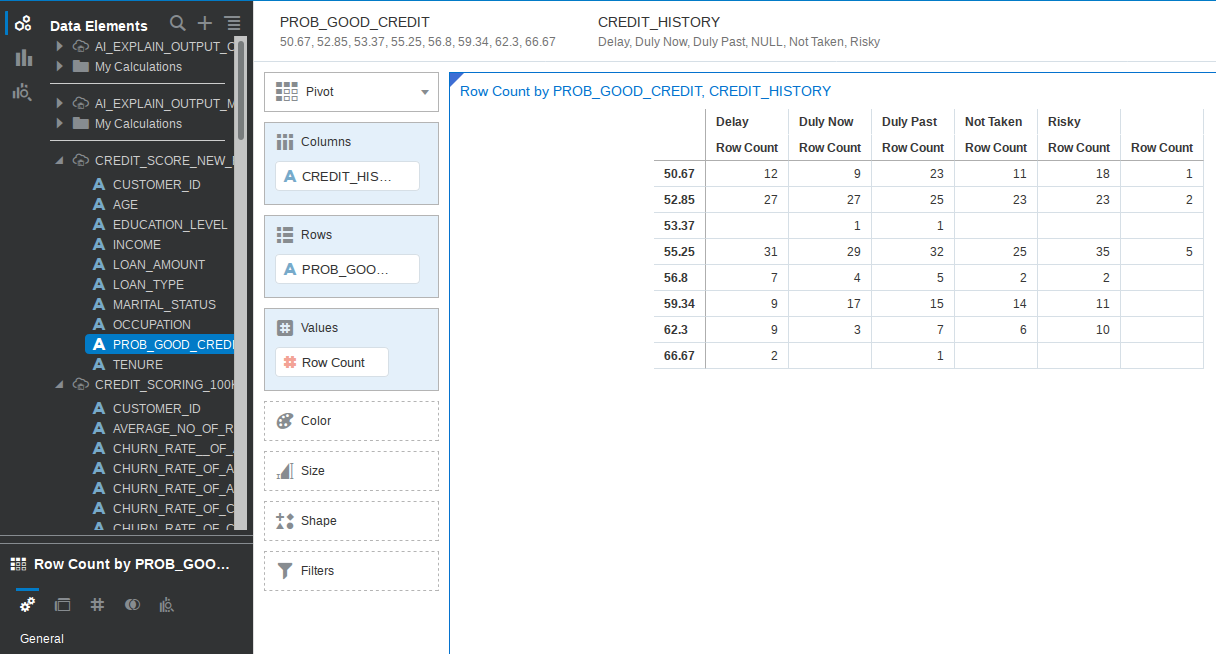 Data Elements
AI_EXPLAIN_OUTPUT_C
My Calculations
AI_EXPLAIN_OUTPUT_M
My Calculations
CREDIT_SCORE_NEW_
CUSTOMER_ID
AGE
EDUCATION_LEVEL
INCOME
LOAN_AMOUNT
LOAN_TYPE
MARITAL_STATUS
OCCUPATION
PROB_GOOD_CREDI
TENURE
CREDIT_SCORING_100K
CUSTOMER_ID
AVERAGE_NO_OF_R
CHURN_RATE__OF_
CHURN_RATE_OF_A
CHURN_RATE_OF_A
CHURN_RATE_OF_C
CHURN_RATE_OF_C
Row Count by PROB_GOO...
General
PROB_GOOD_CREDIT
50.67, 52.85, 53.37, 55.25, 56.8, 59.34, 62.3, 66.67
CREDIT_HISTORY
Delay, Duly Now, Duly Past, NULL, Not Taken, Risky
Pivot
Columns
A CREDIT_HIS...
Rows
A PROB_GOO...
Values
# Row Count
Color
Size
Shape
Filters
Row Count by PROB_GOOD_CREDIT, CREDIT_HISTORY
Delay Duly Now Duly Past Not Taken Risky
Row Count Row Count Row Count Row Count Row Count Row Count
50.67 12 9 23 11 18 1
52.85 27 27 25 23 23 2
53.37 1 1
55.25 31 29 32 25 35 5
56.8 7 4 5 2 2
59.34 9 17 15 14 11
62.3 9 3 7 6 10
66.67 2 1